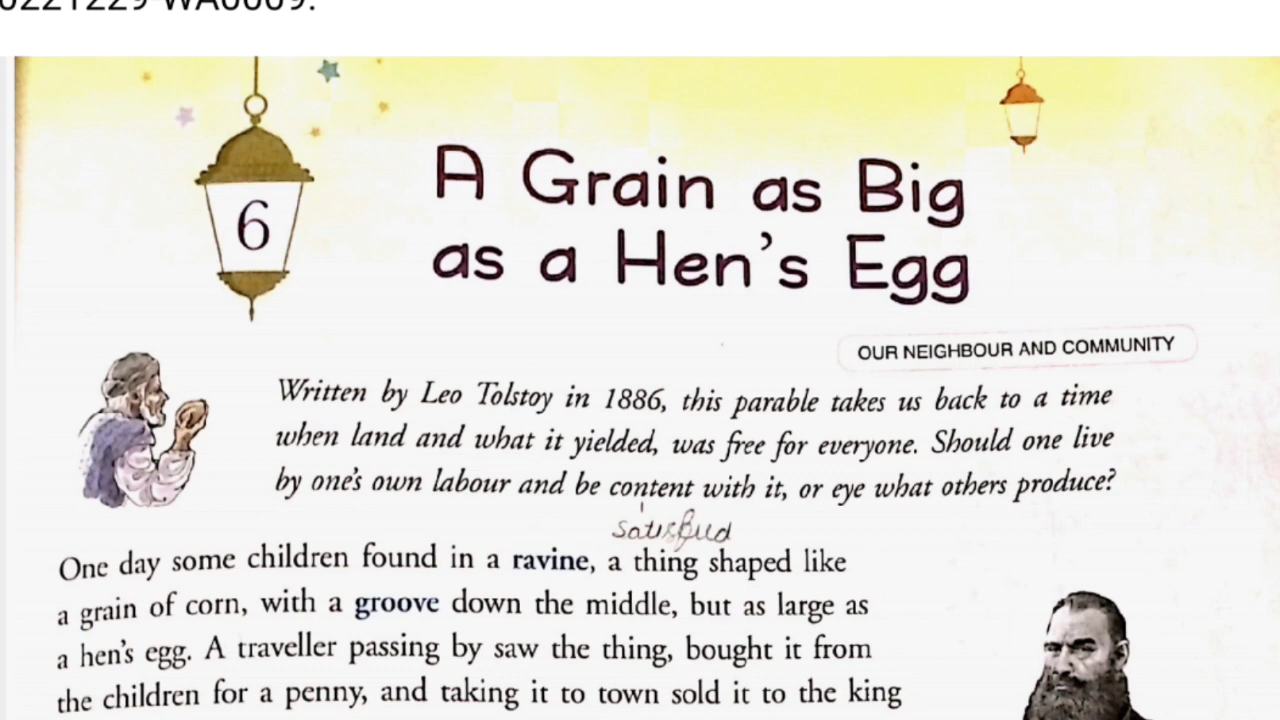 6
A Grain as Big
as a Hen's Egg
OUR NEIGHBOUR AND COMMUNITY
Written by Leo Tolstoy in 1886, this parable takes us back to a time
when land and what it yielded, was free for everyone. Should one live
by one's own labour and be content with it, or eye what others produce?
One day some children found in a ravine, a thing shaped like
a grain of corn, with a groove down the middle, but as large as
a hen's egg. A traveller passing by saw the thing, bought it from
the children for a penny, and taking it to town sold it to the king